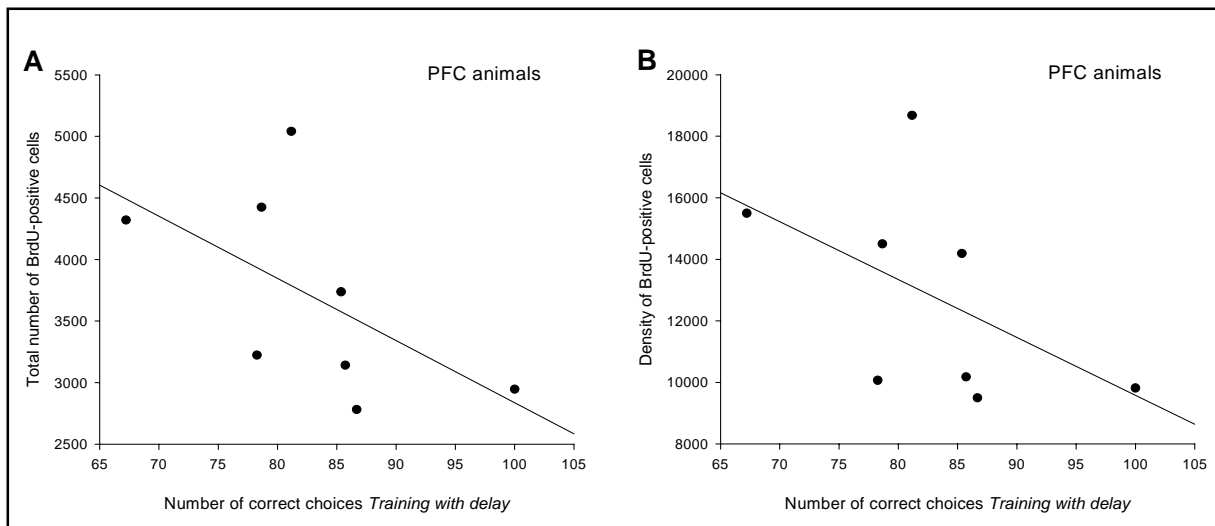 A
PFC animals
Total number of BrdU-positive cells
5500
5000
4500
4000
3500
3000
2500
65 70 75 80 85 90 95 100 105
Number of correct choices Training with delay
B
PFC animals
Density of BrdU-positive cells
20000
18000
16000
14000
12000
10000
8000
65 70 75 80 85 90 95 100 105
Number of correct choices Training with delay